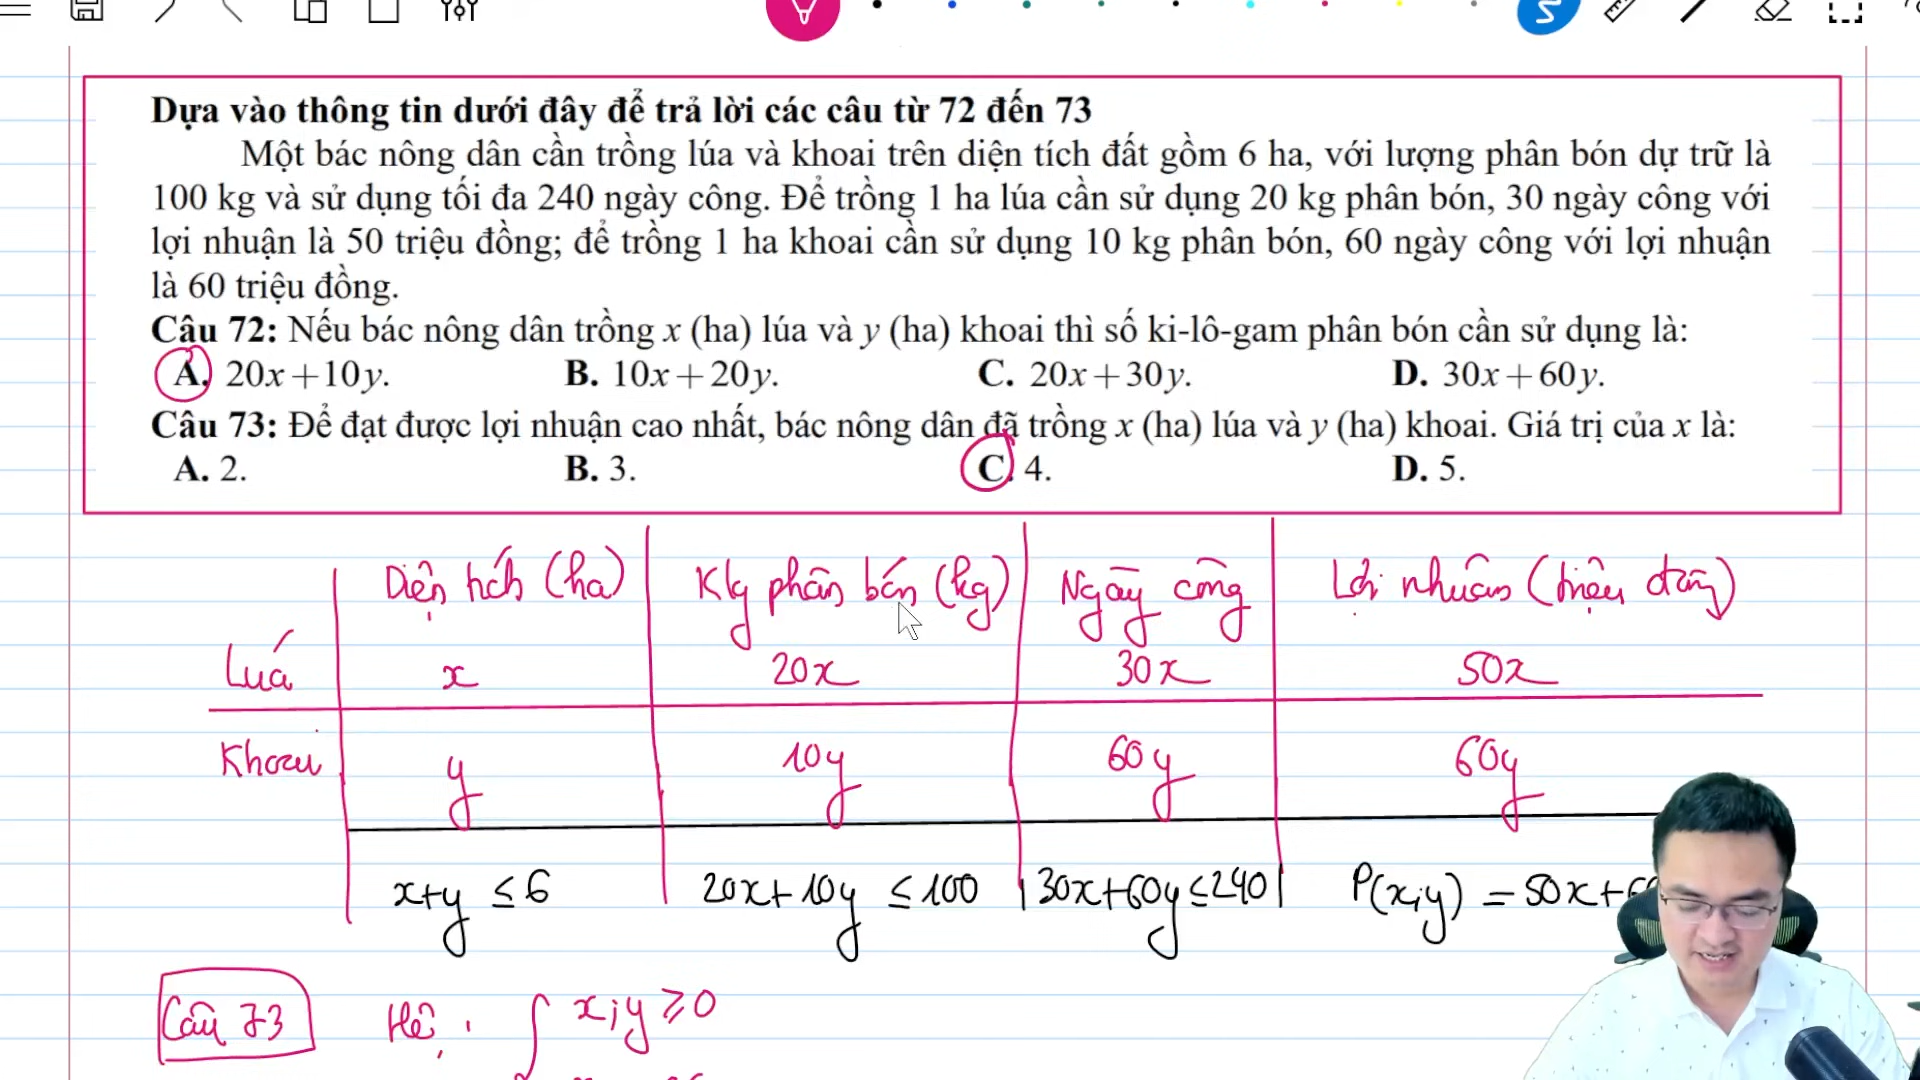 Dựa vào thông tin dưới đây để trả lời các câu từ 72 đến 73
Một bác nông dân cần trồng lúa và khoai trên diện tích đất gồm 6 ha, với lượng phân bón dự trữ là
100 kg và sử dụng tối đa 240 ngày công. Để trồng 1 ha lúa cần sử dụng 20 kg phân bón, 30 ngày công với
lợi nhuận là 50 triệu đồng; để trồng 1 ha khoai cần sử dụng 10 kg phân bón, 60 ngày công với lợi nhuận
là 60 triệu đồng.
Câu 72: Nếu bác nông dân trồng x (ha) lúa và y (ha) khoai thì số ki-lô-gam phân bón cần sử dụng là:
A. 20x+10y. B. 10x+20y. C. 20x+30y. D. 30x+60y.
Câu 73: Để đạt được lợi nhuận cao nhất, bác nông dân đã trồng x (ha) lúa và y (ha) khoai. Giá trị của x là:
A. 2. B. 3. C. 4. D. 5.
Diện tích (ha) Kg phân bón (kg) Ngày công Lợi nhuận (triệu đồng)
Lúa x 20x 30x 50x
Khoai y 10y 60y 60y
x+y ≤6 20x+10y ≤100 30x+60y≤240 P(x;y) = 50x+6
Câu 73 Hệ: x;y ≥0